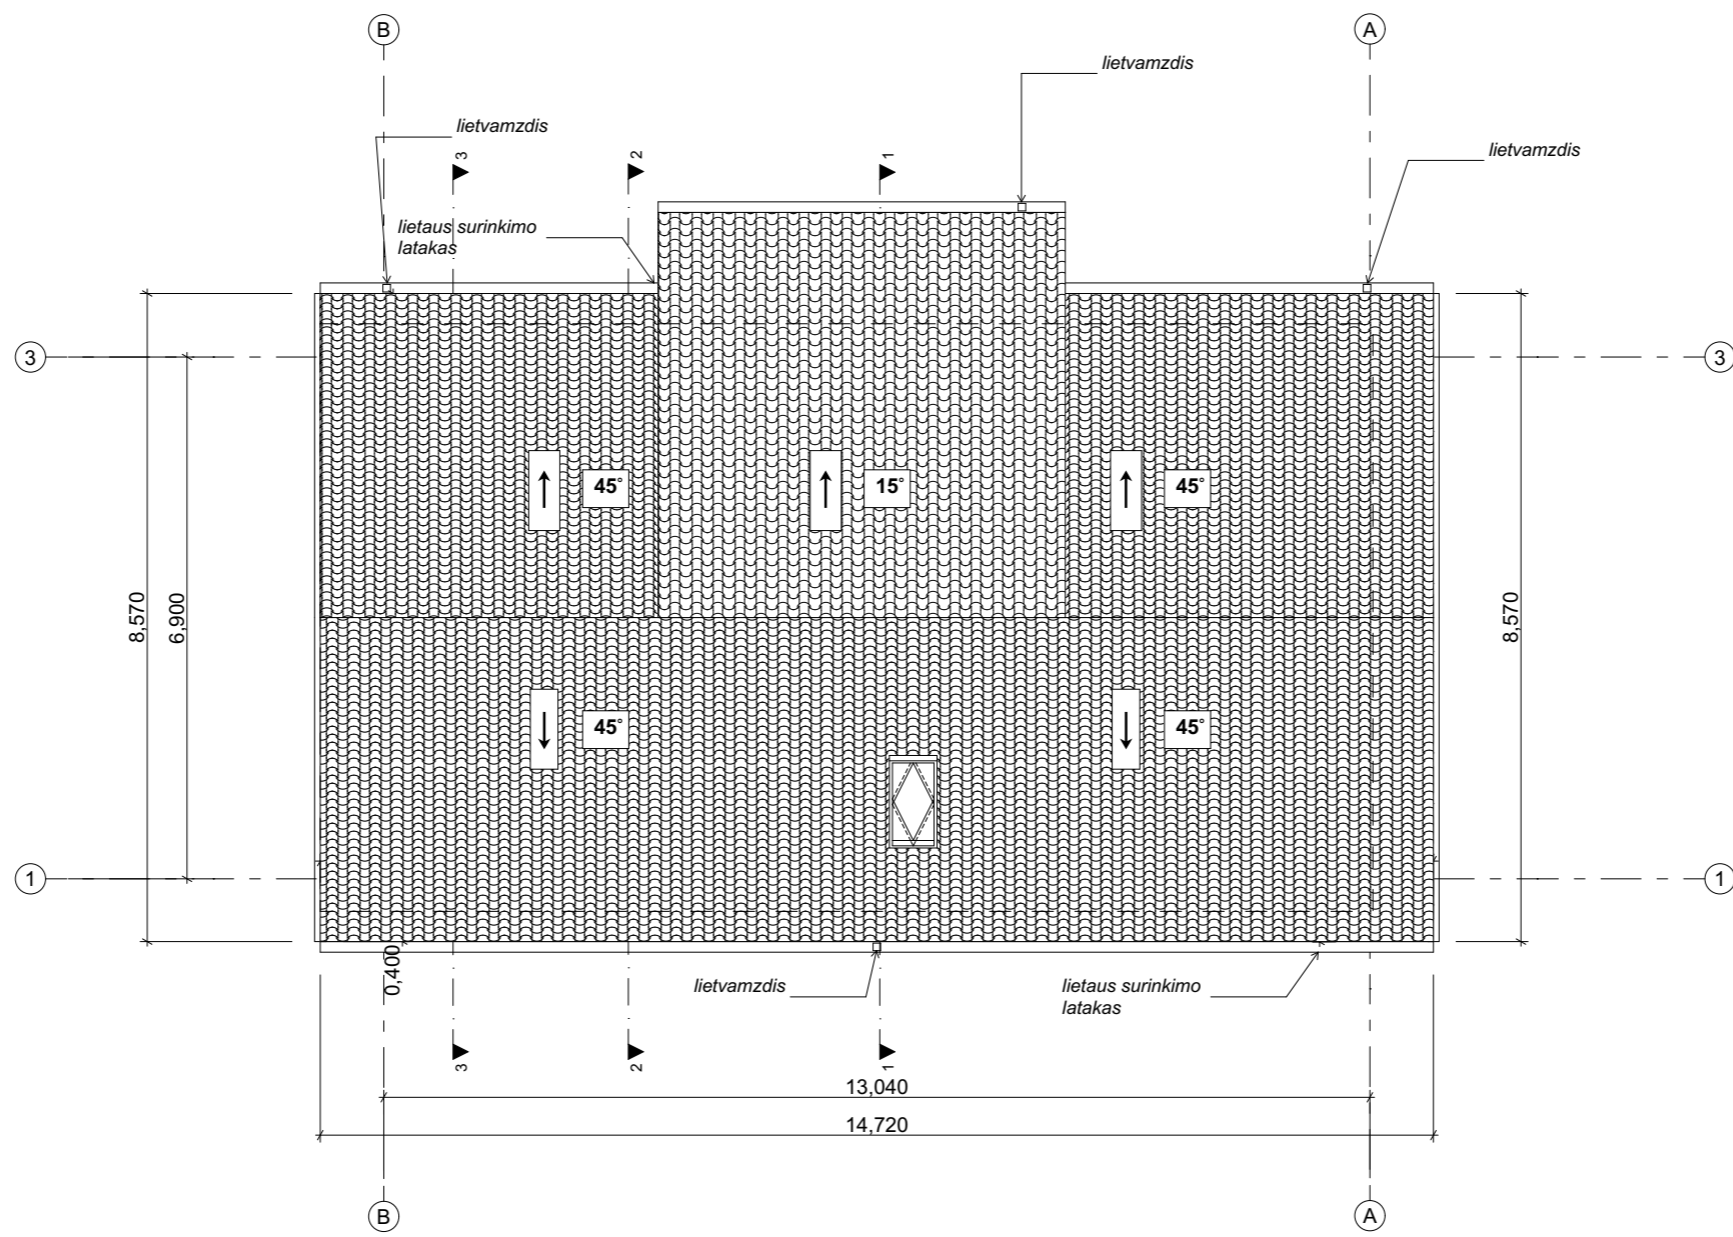 B
A
lietvamzdis
lietvamzdis
lietvamzdis
3
2
1
lietaus surinkimo
latakas
3
3
45°
15°
45°
8,570
6,900
8,570
45°
45°
1
1
0,400
lietvamzdis
lietaus surinkimo
latakas
3
2
1
13,040
14,720
B
A